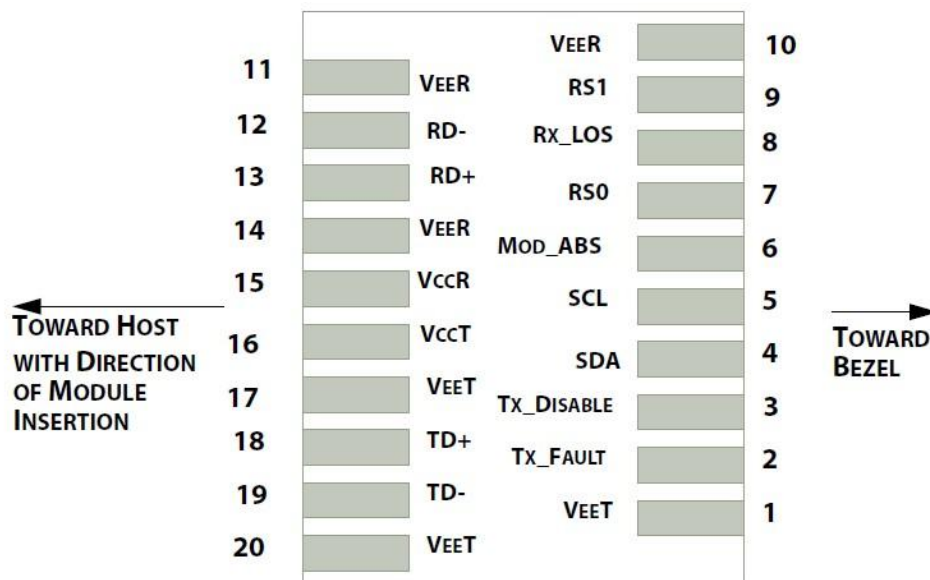 11 VEER
12 RD-
13 RD+
14 VEER
15 VCCR
16 VCCT
17 VEET
18 TD+
19 TD-
20 VEET
VEER 10
RS1 9
RX_LOS 8
RS0 7
MOD_ABS 6
SCL 5
SDA 4
TX_DISABLE 3
TX_FAULT 2
VEET 1
TOWARD HOST
WITH DIRECTION
OF MODULE
INSERTION
TOWARD
BEZEL